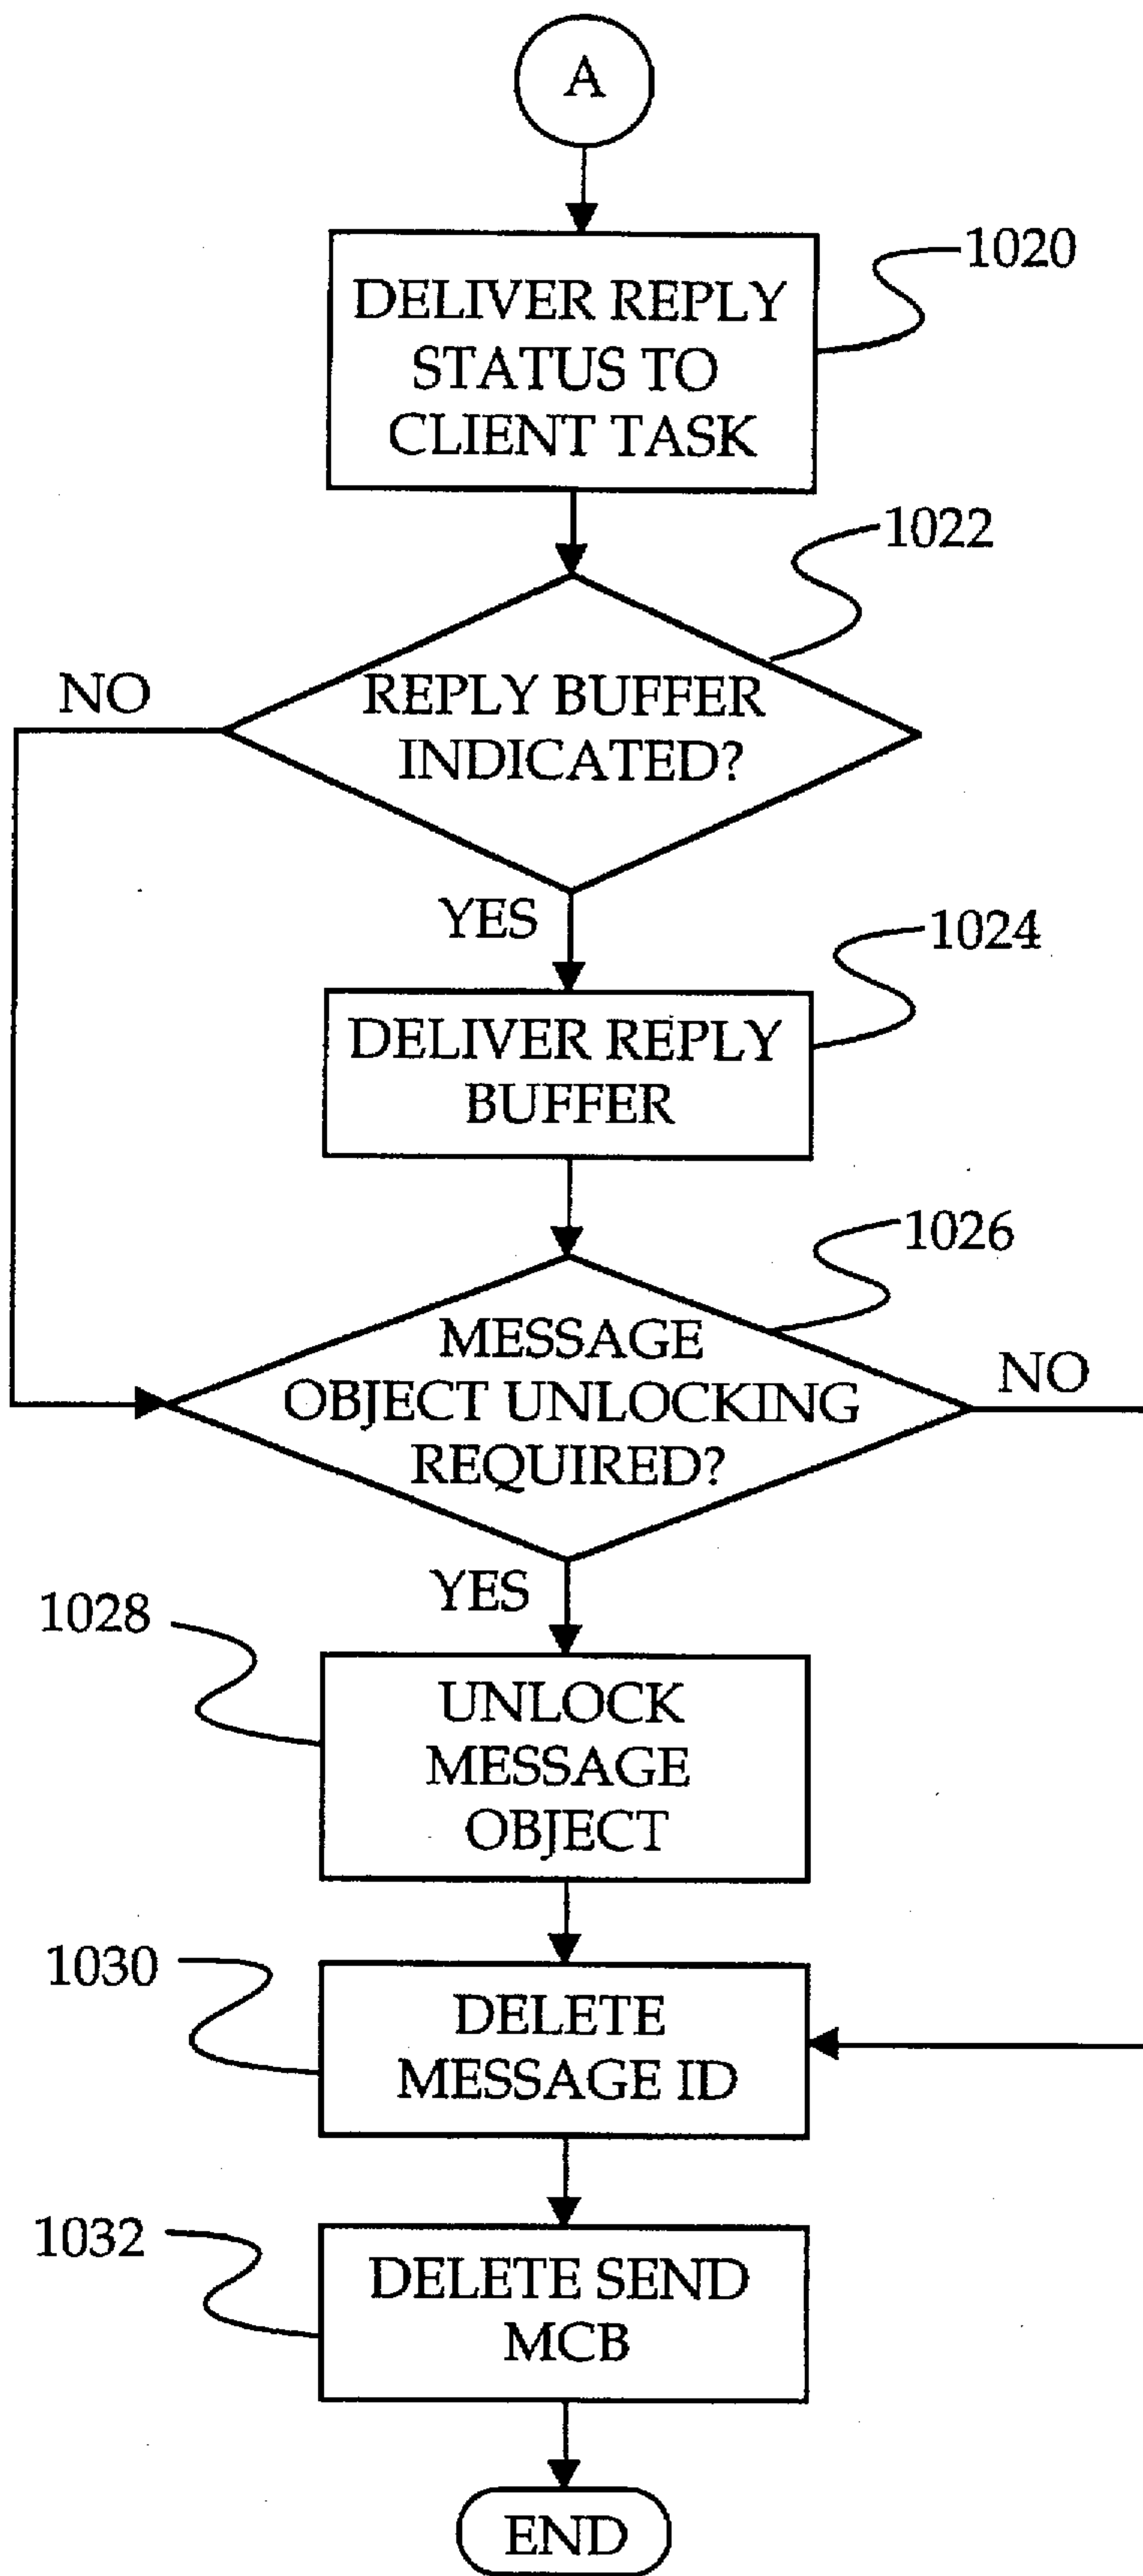 A
DELIVER REPLY
STATUS TO
CLIENT TASK
1020
1022
NO
REPLY BUFFER
INDICATED?
YES
1024
DELIVER REPLY
BUFFER
1026
MESSAGE
OBJECT UNLOCKING
REQUIRED?
NO
YES
1028
UNLOCK
MESSAGE
OBJECT
1030
DELETE
MESSAGE ID
1032
DELETE SEND
MCB
END